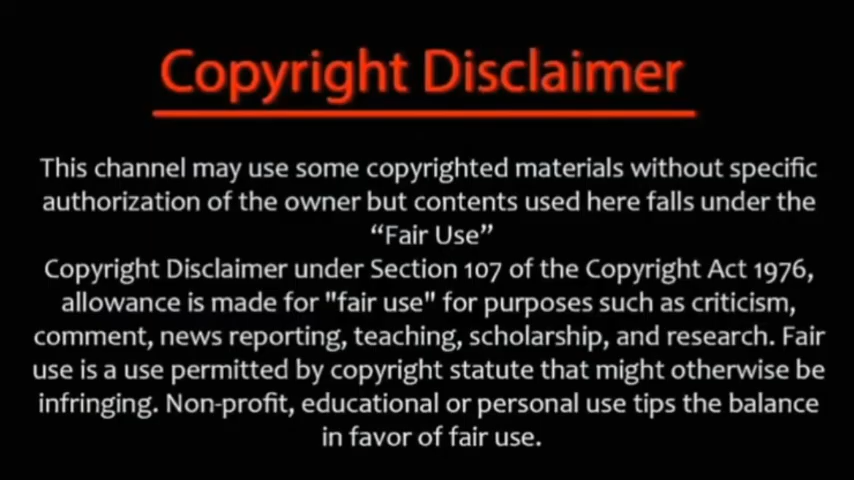 Copyright Disclaimer
This channel may use some copyrighted materials without specific
authorization of the owner but contents used here falls under the
“Fair Use”
Copyright Disclaimer under Section 107 of the Copyright Act 1976,
allowance is made for "fair use" for purposes such as criticism,
comment, news reporting, teaching, scholarship, and research. Fair
use is a use permitted by copyright statute that might otherwise be
infringing. Non-profit, educational or personal use tips the balance
in favor of fair use.